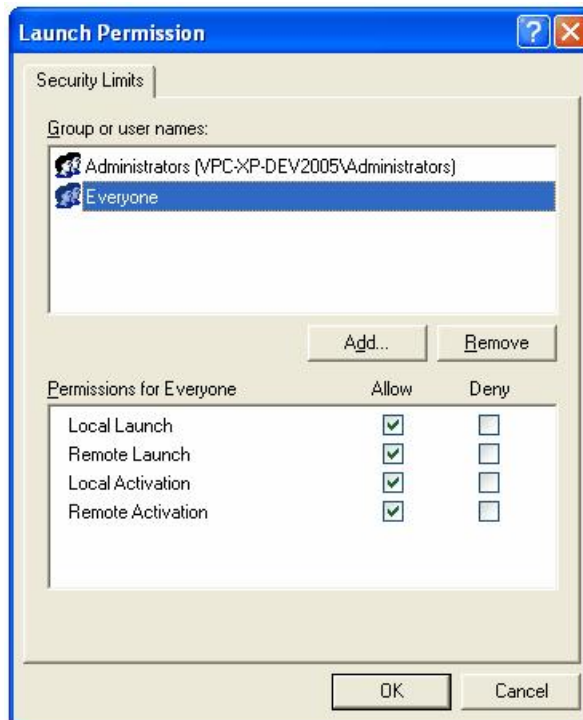 Launch Permission
Security Limits
Group or user names:
Administrators (VPC-XP-DEV2005\Administrators)
Everyone
Add... Remove
Permissions for Everyone Allow Deny
Local Launch
Remote Launch
Local Activation
Remote Activation
OK Cancel